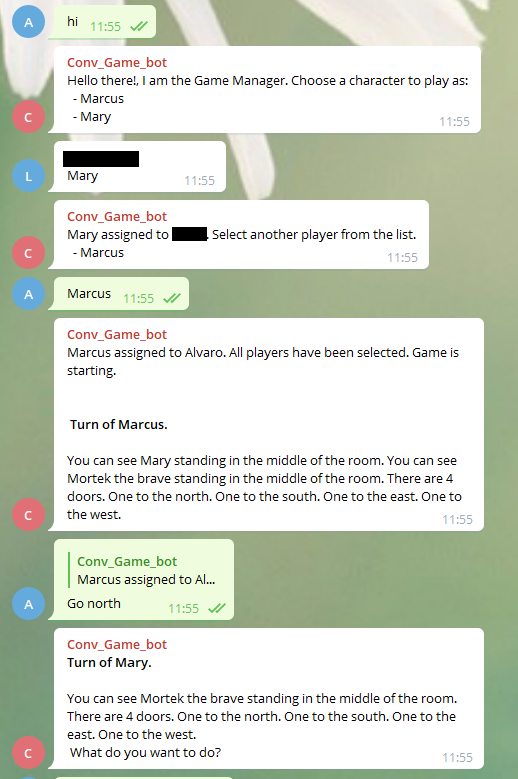 A
hi
11:55
Conv_Game_bot
Hello there!, I am the Game Manager. Choose a character to play as:
- Marcus
- Mary
C
11:55
L
Mary
11:55
Conv_Game_bot
Mary assigned to . Select another player from the list.
- Marcus
C
11:55
A
Marcus
11:55
Conv_Game_bot
Marcus assigned to Alvaro. All players have been selected. Game is
starting.
Turn of Marcus.
You can see Mary standing in the middle of the room. You can see
Mortek the brave standing in the middle of the room. There are 4
doors. One to the north. One to the south. One to the east. One to
the west.
C
11:55
Conv_Game_bot
Marcus assigned to Al...
A
Go north
11:55
Conv_Game_bot
Turn of Mary.
You can see Mortek the brave standing in the middle of the room.
There are 4 doors. One to the north. One to the south. One to the
east. One to the west.
What do you want to do?
C
11:55